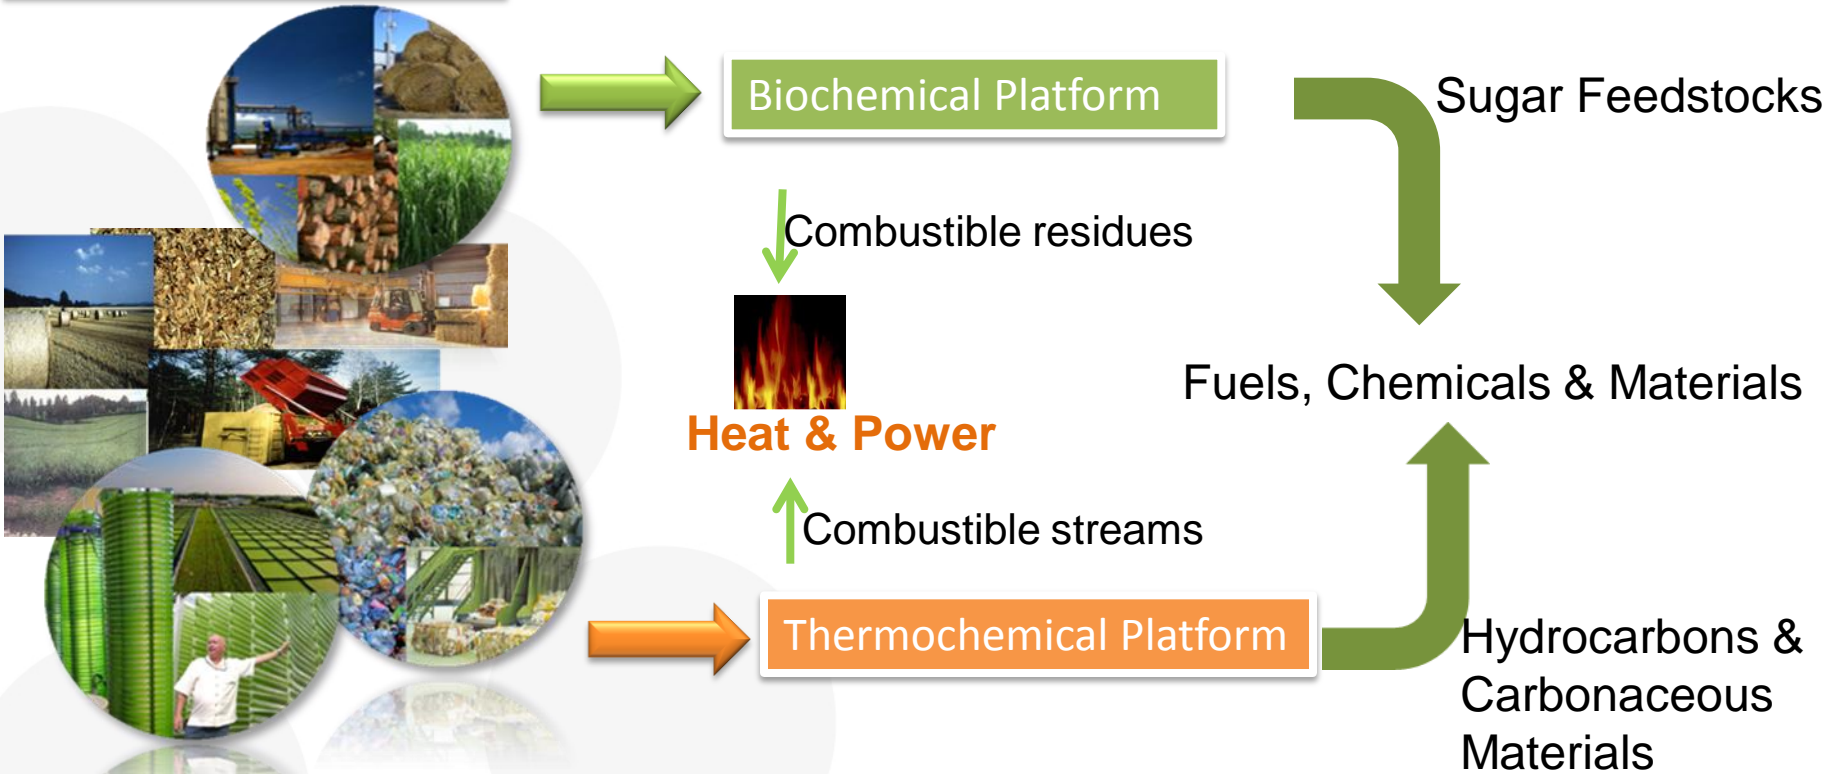 Biochemical Platform
Sugar Feedstocks
Combustible residues
Fuels, Chemicals & Materials
Heat & Power
Combustible streams
Thermochemical Platform
Hydrocarbons &
Carbonaceous
Materials